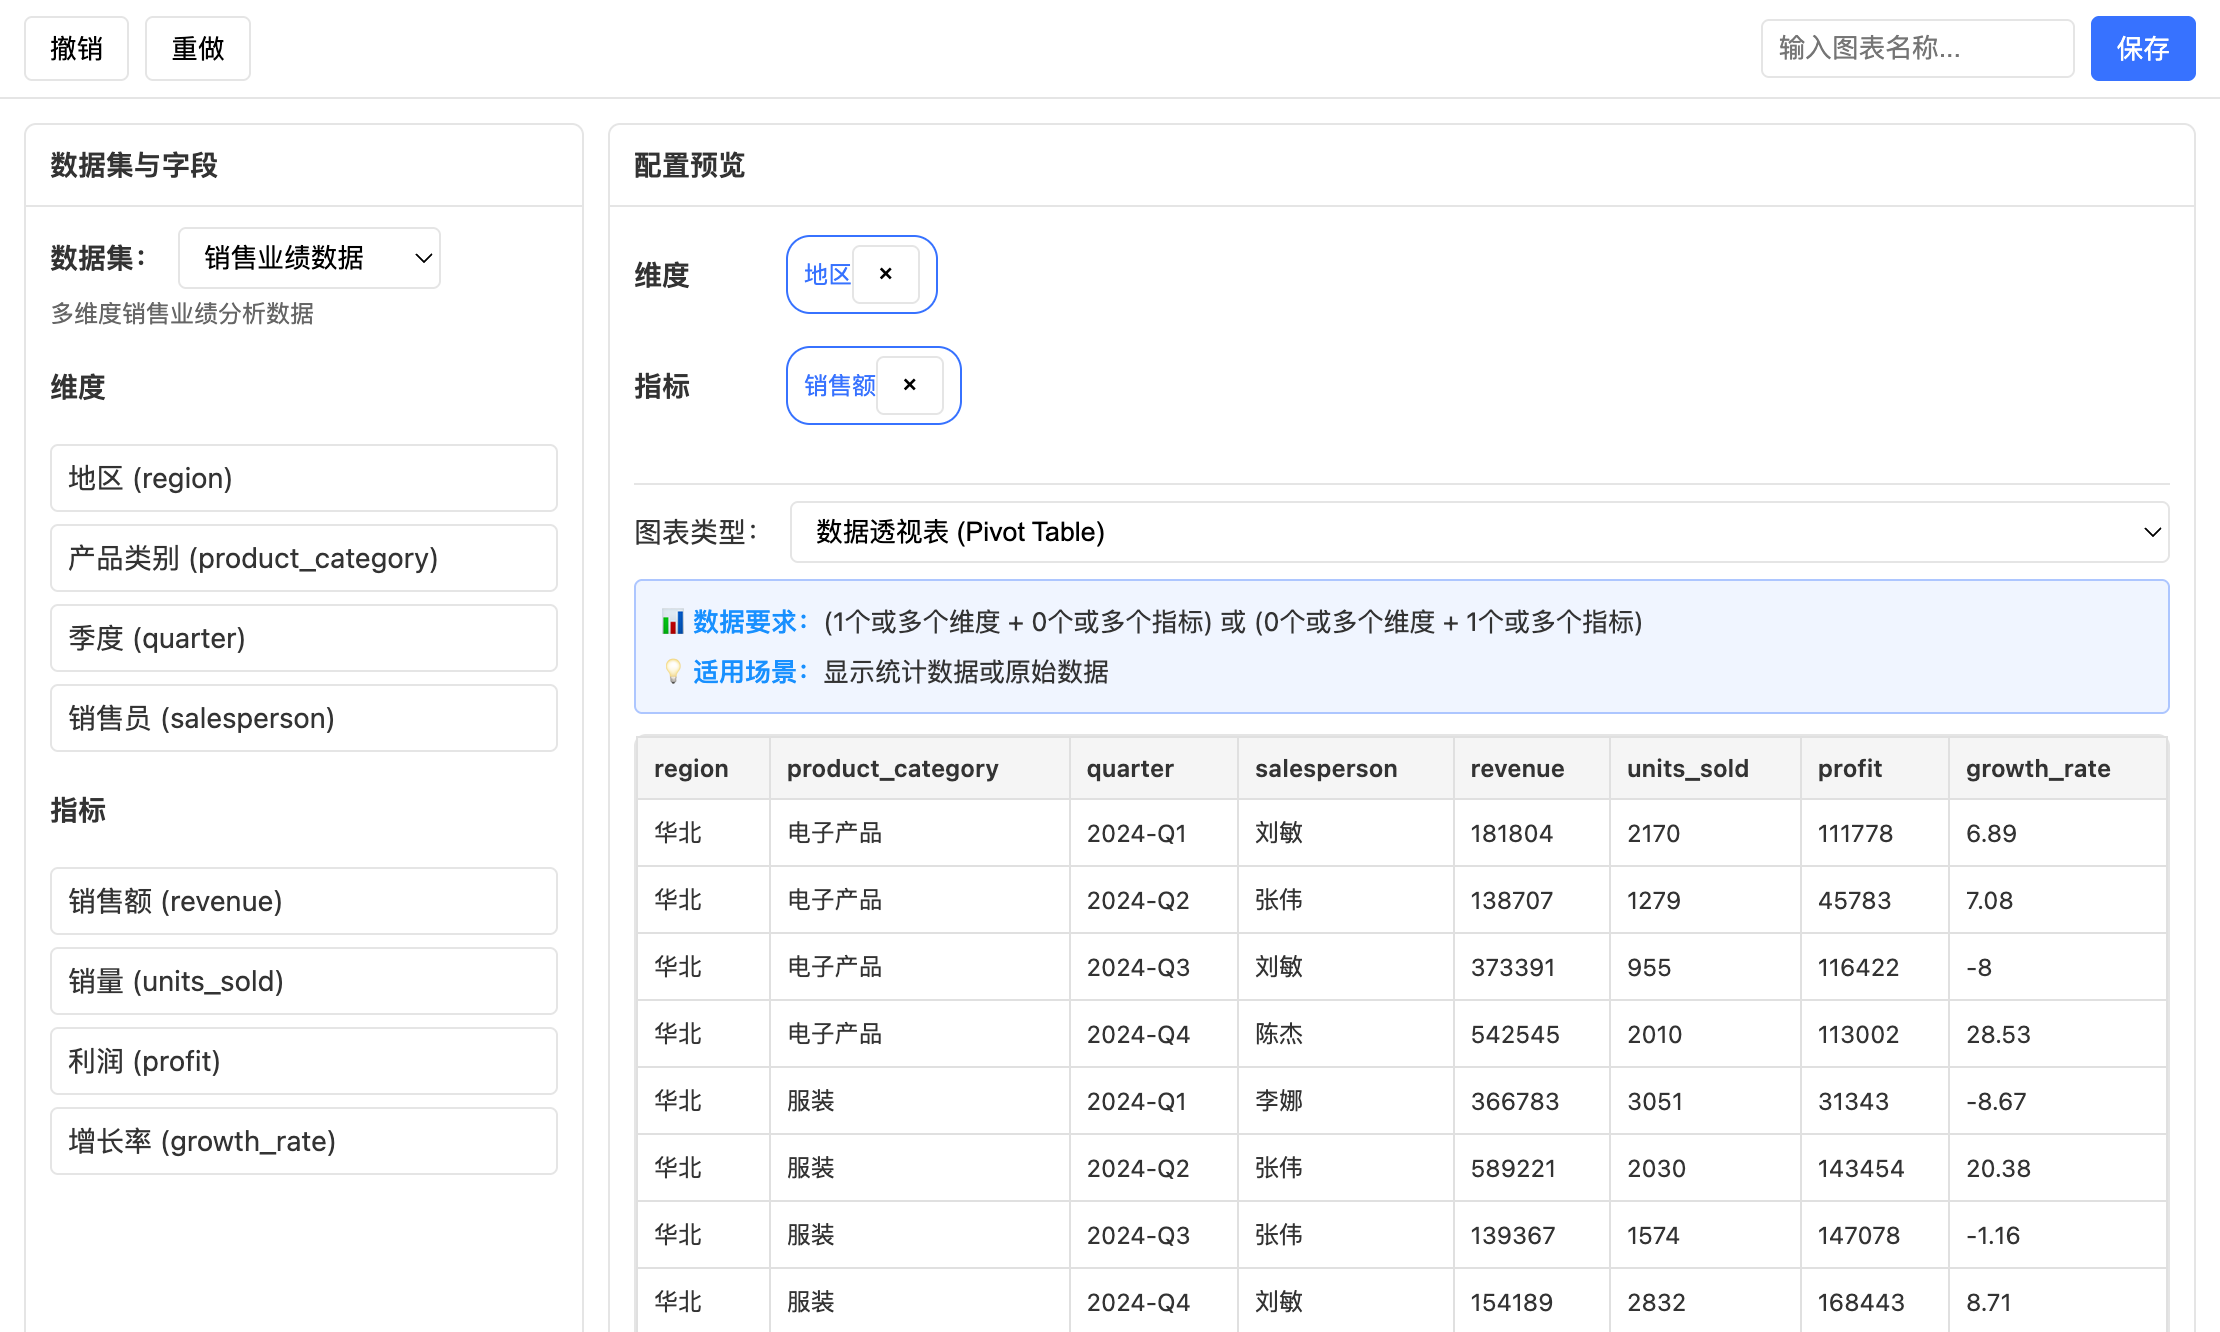 撤销 重做 输入图表名称... 保存
数据集与字段
数据集： 销售业绩数据
多维度销售业绩分析数据
维度
地区 (region)
产品类别 (product_category)
季度 (quarter)
销售员 (salesperson)
指标
销售额 (revenue)
销量 (units_sold)
利润 (profit)
增长率 (growth_rate)
配置预览
维度 地区 ×
指标 销售额 ×
图表类型： 数据透视表 (Pivot Table)
数据要求： (1个或多个维度 + 0个或多个指标) 或 (0个或多个维度 + 1个或多个指标)
适用场景： 显示统计数据或原始数据
region product_category quarter salesperson revenue units_sold profit growth_rate
华北 电子产品 2024-Q1 刘敏 181804 2170 111778 6.89
华北 电子产品 2024-Q2 张伟 138707 1279 45783 7.08
华北 电子产品 2024-Q3 刘敏 373391 955 116422 -8
华北 电子产品 2024-Q4 陈杰 542545 2010 113002 28.53
华北 服装 2024-Q1 李娜 366783 3051 31343 -8.67
华北 服装 2024-Q2 张伟 589221 2030 143454 20.38
华北 服装 2024-Q3 张伟 139367 1574 147078 -1.16
华北 服装 2024-Q4 刘敏 154189 2832 168443 8.71